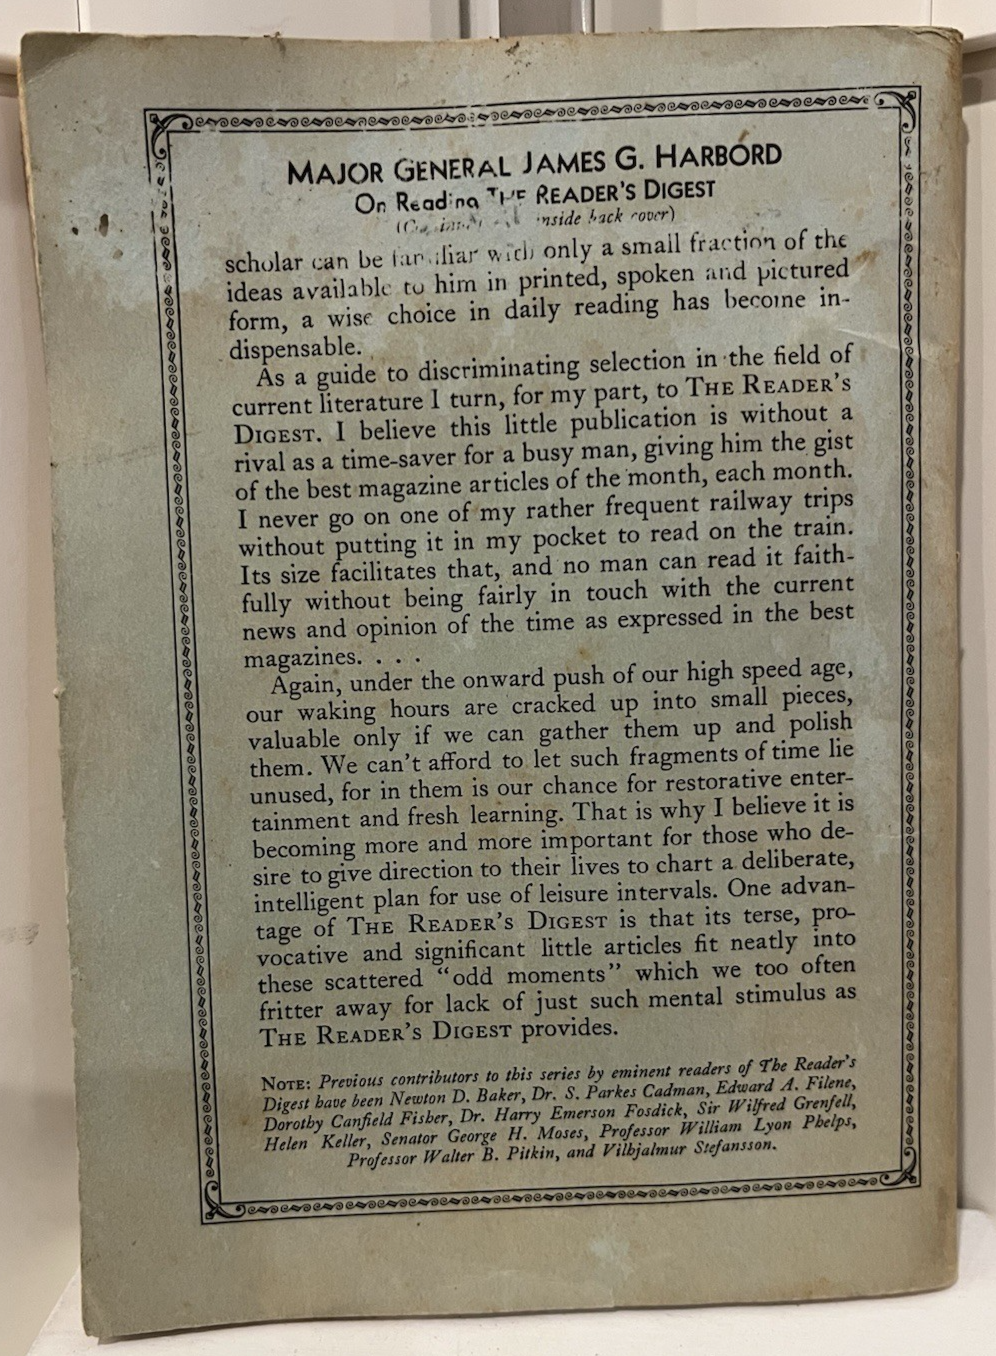 MAJOR GENERAL JAMES G. HARBORD
On Reading THE READER'S DIGEST
inside back cover)
scholar can be familiar with only a small fraction of the
ideas available to him in printed, spoken and pictured
form, a wise choice in daily reading has become in-
dispensable.
As a guide to discriminating selection in the field of
current literature I turn, for my part, to THE READER'S
DIGEST. I believe this little publication is without a
rival as a time-saver for a busy man, giving him the gist
of the best magazine articles of the month, each month.
I never go on one of my rather frequent railway trips
without putting it in my pocket to read on the train.
Its size facilitates that, and no man can read it faith-
fully without being fairly in touch with the current
news and opinion of the time as expressed in the best
magazines. . . .
Again, under the onward push of our high speed age,
our waking hours are cracked up into small pieces,
valuable only if we can gather them up and polish
them. We can't afford to let such fragments of time lie
unused, for in them is our chance for restorative enter-
tainment and fresh learning. That is why I believe it is
becoming more and more important for those who de-
sire to give direction to their lives to chart a deliberate,
intelligent plan for use of leisure intervals. One advan-
tage of THE READER'S DIGEST is that its terse, pro-
vocative and significant little articles fit neatly into
these scattered "odd moments" which we too often
fritter away for lack of just such mental stimulus as
THE READER'S DIGEST provides.
NOTE: Previous contributors to this series by eminent readers of The Reader's
Digest have been Newton D. Baker, Dr. S. Parkes Cadman, Edward A. Filene,
Dorothy Canfield Fisher, Dr. Harry Emerson Fosdick, Sir Wilfred Grenfell,
Helen Keller, Senator George H. Moses, Professor William Lyon Phelps,
Professor Walter B. Pitkin, and Vilhjalmur Stefansson.